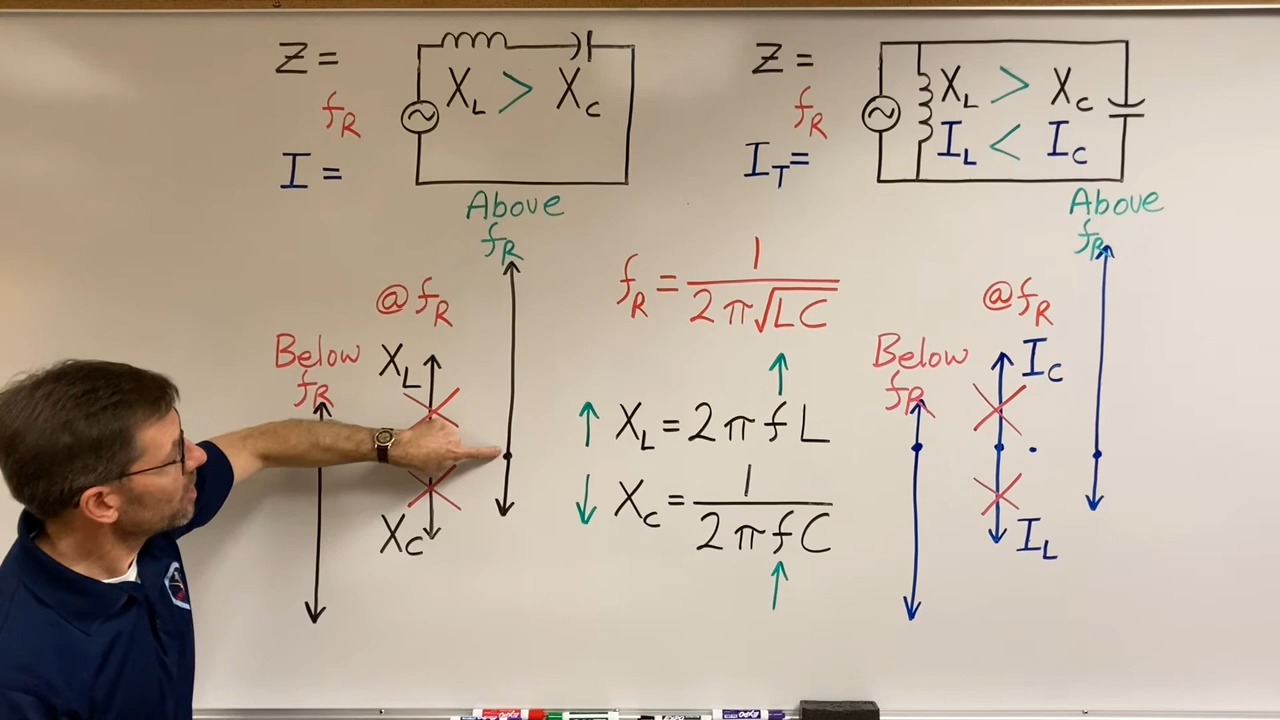 Z =
f_R
I =
X_L > X_C
Above
f_R
@f_R
Below
f_R
X_L
X_C
f_R = 1 / 2π√LC
↑ X_L = 2πfL
↓ X_C = 1 / 2πfC
Z =
f_R
I_T =
X_L > X_C
I_L < I_C
Above
f_R
@f_R
Below
f_R
I_C
I_L